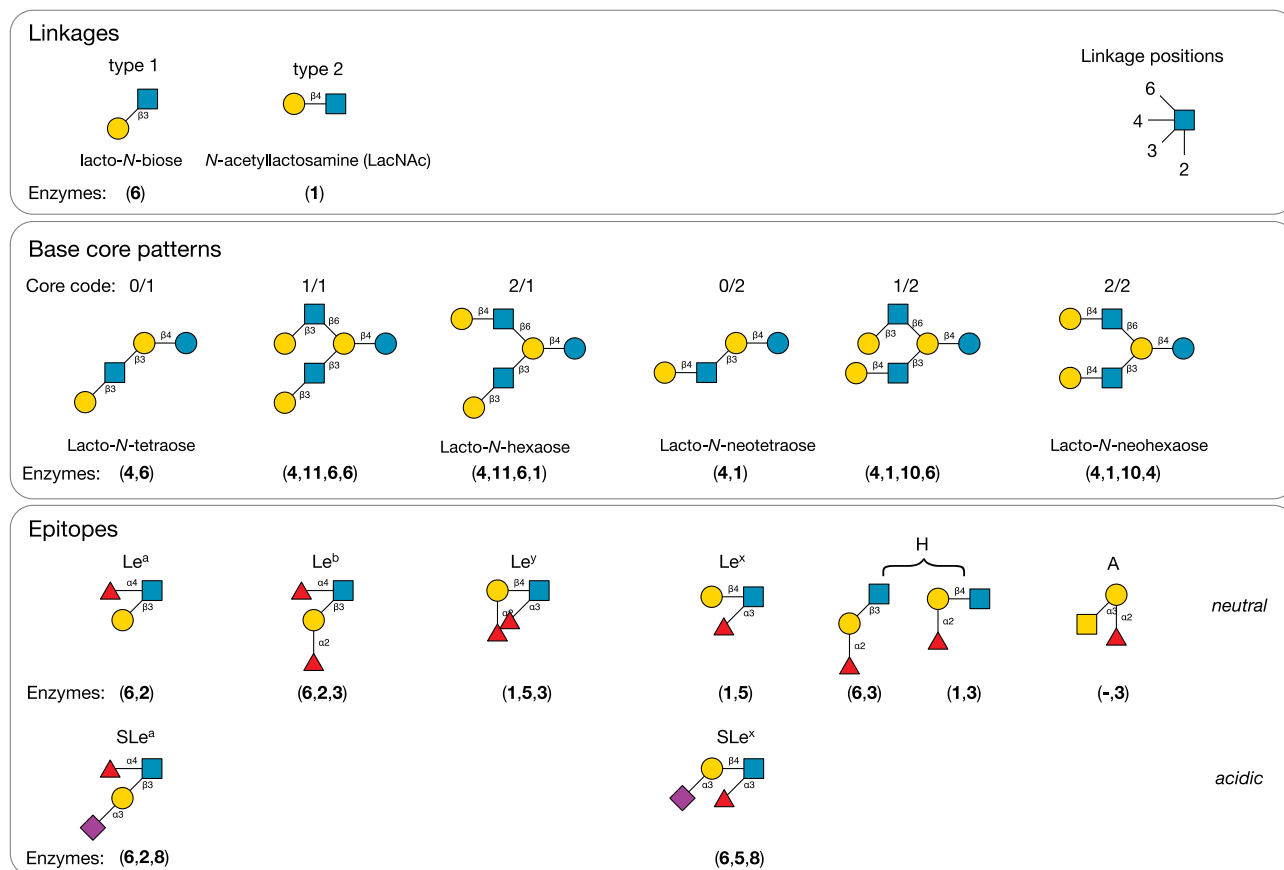 Linkages
type 1
type 2
Linkage positions
β3
β4
6
4
3
2
lacto-N-biose
N-acetyllactosamine (LacNAc)
Enzymes: (6) (1)
Base core patterns
Core code: 0/1 1/1 2/1 0/2 1/2 2/2
β4 β3 β3
β3 β6 β4 β3 β3
β4 β6 β4 β3 β3
β4 β3 β4
β3 β6 β4 β3 β4
β4 β6 β4 β3 β4
Lacto-N-tetraose
Lacto-N-hexaose
Lacto-N-neotetraose
Lacto-N-neohexaose
Enzymes: (4,6) (4,11,6,6) (4,11,6,1) (4,1) (4,1,10,6) (4,1,10,4)
Epitopes
Leᵃ Leᵇ Leʸ Leˣ H A
α4 β3
α4 β3 α2
β4 α2 α3
β4 α3
β3 α2
β4 α2
α3 α2
neutral
Enzymes: (6,2) (6,2,3) (1,5,3) (1,5) (6,3) (1,3) (-,3)
SLeᵃ SLeˣ
α4 β3 α3
β4 α3 α3
acidic
Enzymes: (6,2,8) (6,5,8)